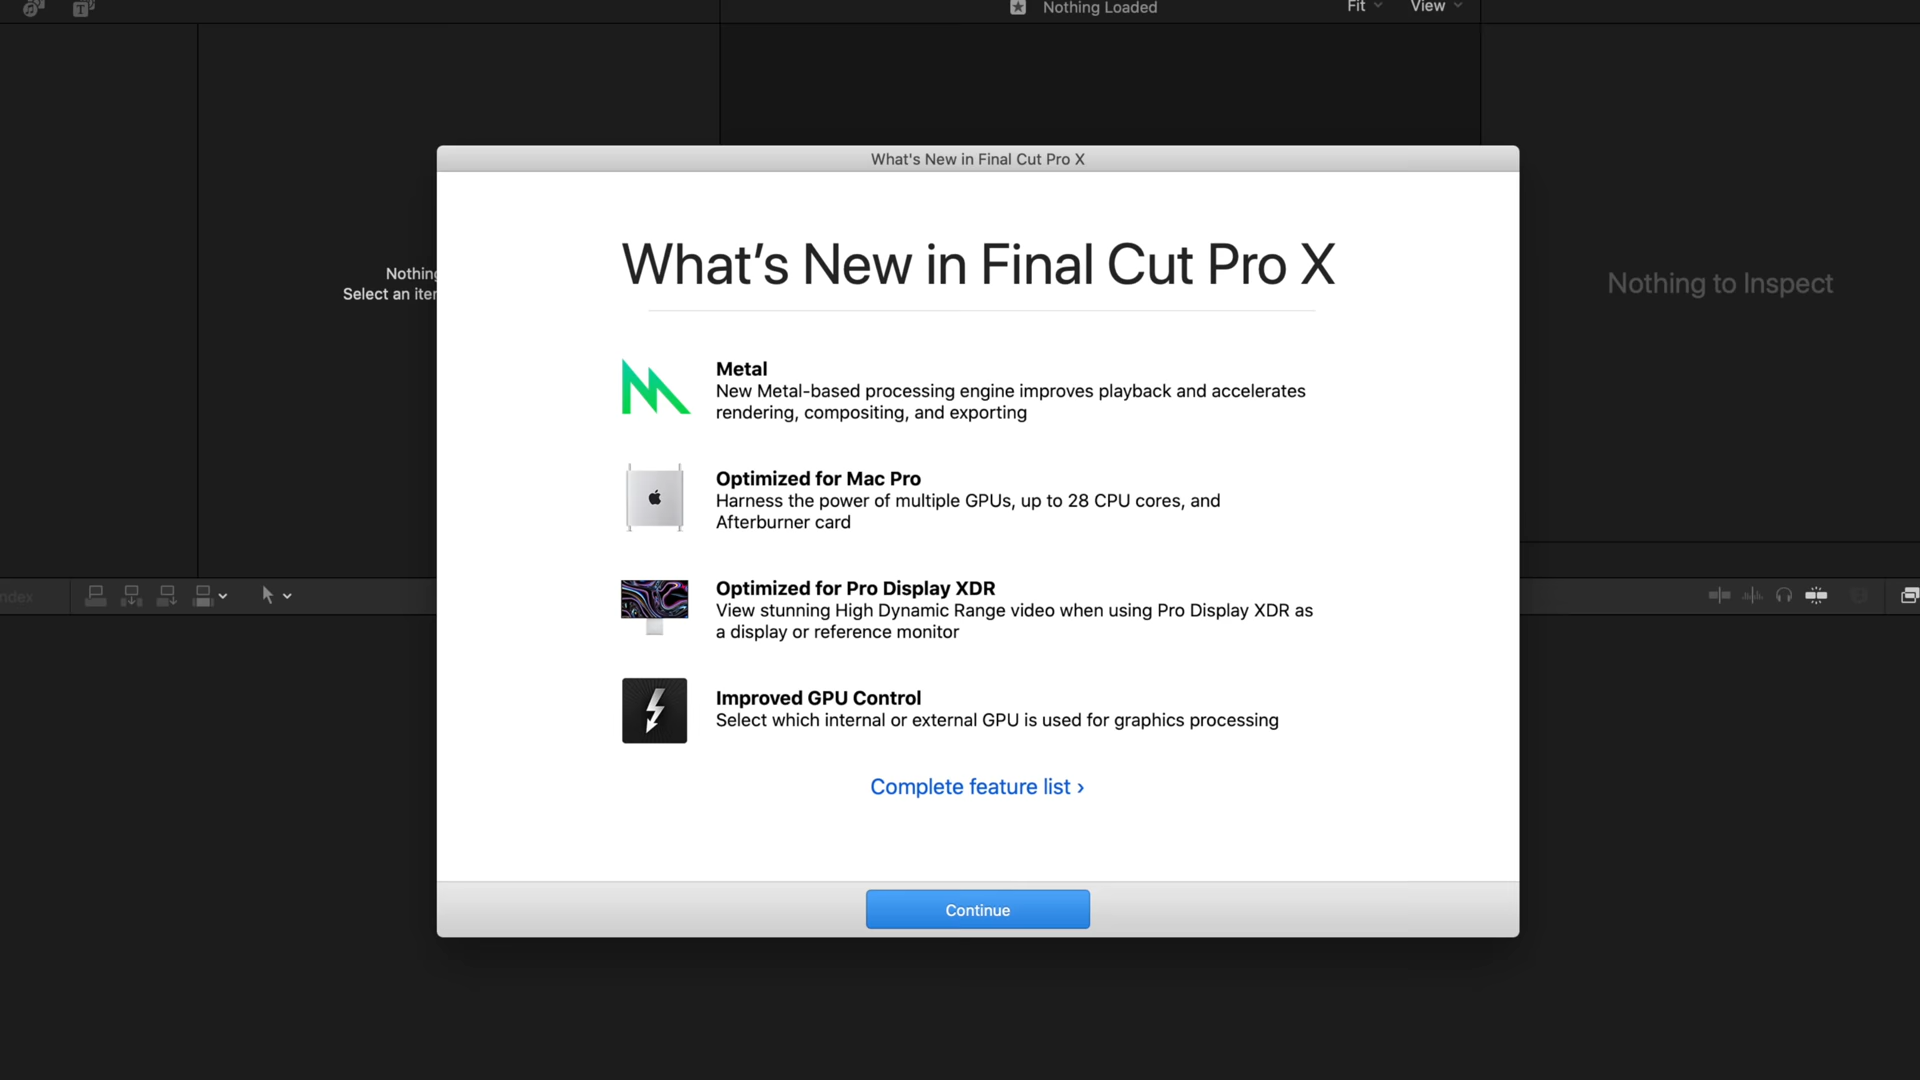 Nothing Loaded
Fit
View
What's New in Final Cut Pro X
Nothing
Select an iter
Nothing to Inspect
What's New in Final Cut Pro X
Metal
New Metal-based processing engine improves playback and accelerates
rendering, compositing, and exporting
Optimized for Mac Pro
Harness the power of multiple GPUs, up to 28 CPU cores, and
Afterburner card
Optimized for Pro Display XDR
View stunning High Dynamic Range video when using Pro Display XDR as
a display or reference monitor
Improved GPU Control
Select which internal or external GPU is used for graphics processing
Complete feature list ›
ndex
Continue